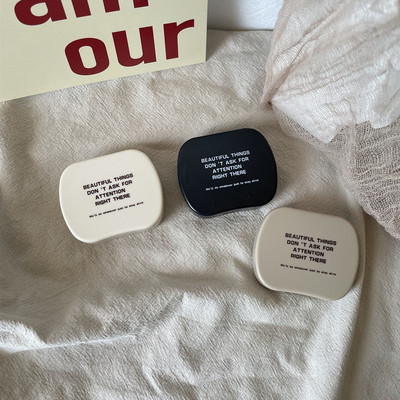 our
BEAUTIFUL THINGS
DON'T ASK FOR
ATTENTION
RIGHT THERE
BEAUTIFUL THINGS
DON'T ASK FOR
ATTENTION
RIGHT THERE
BEAUTIFUL THINGS
DON'T ASK FOR
ATTENTION
RIGHT THERE